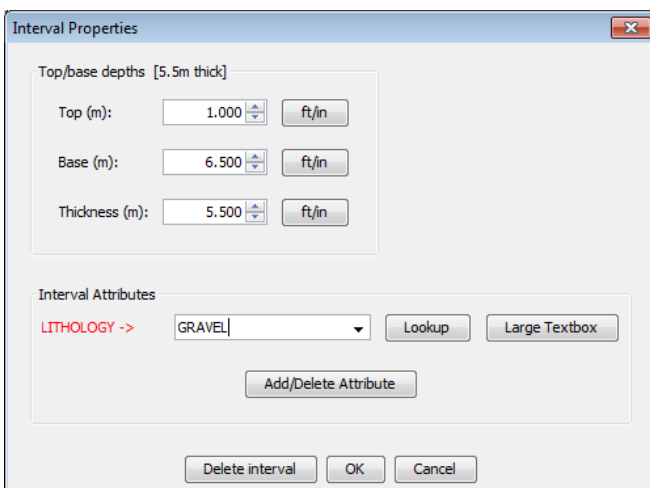 Interval Properties
Top/base depths [5.5m thick]
Top (m): 1.000 ft/in
Base (m): 6.500 ft/in
Thickness (m): 5.500 ft/in
Interval Attributes
LITHOLOGY -> GRAVEL Lookup Large Textbox
Add/Delete Attribute
Delete interval OK Cancel